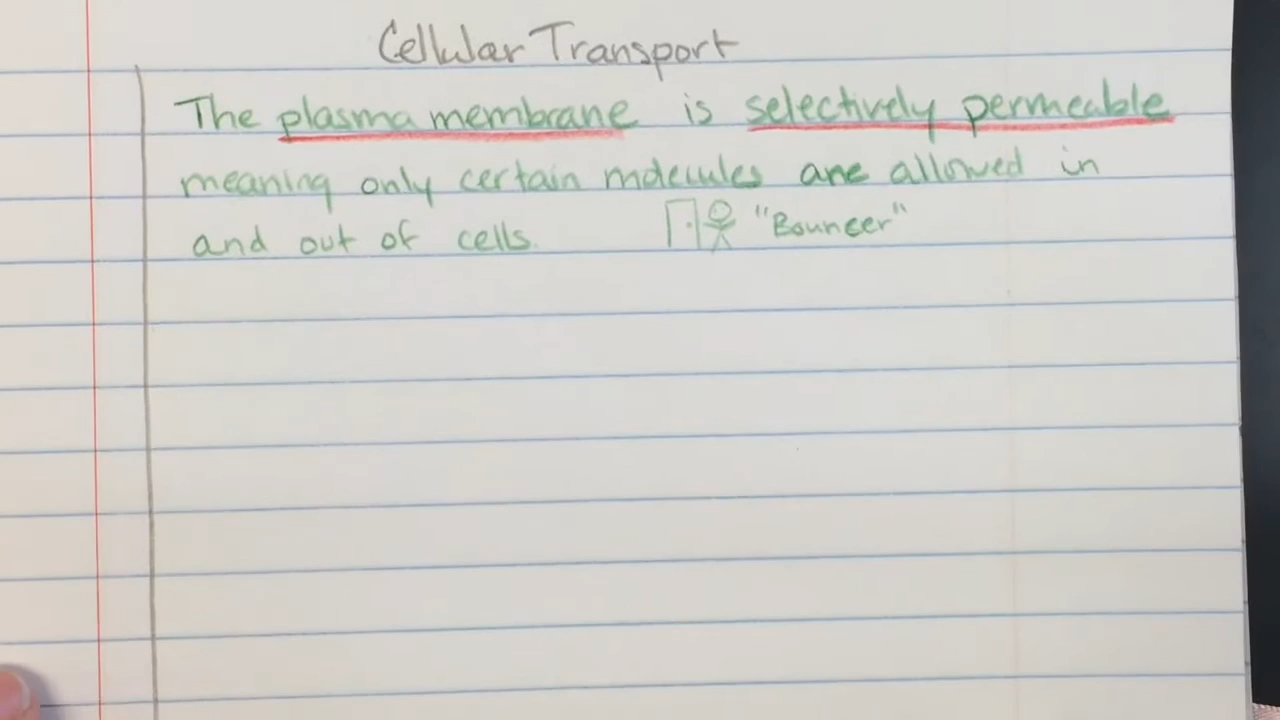 Cellular Transport
The plasma membrane is selectively permeable
meaning only certain molecules are allowed in
and out of cells. "Bouncer"